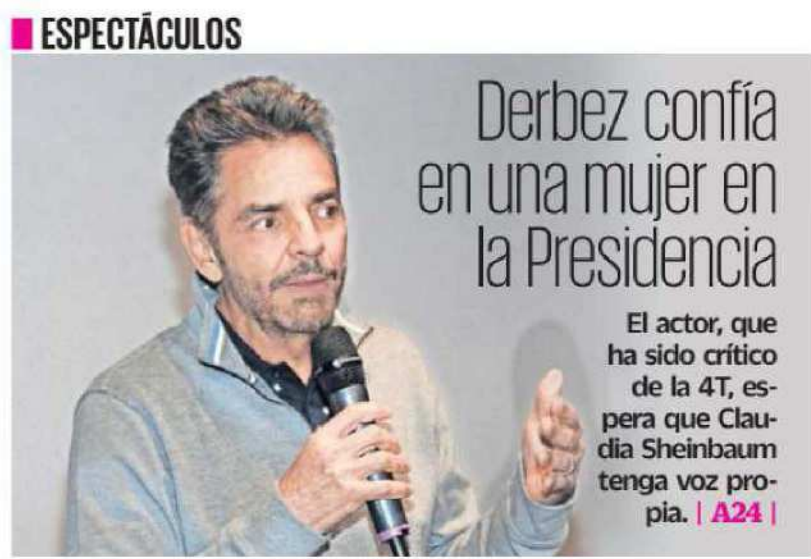 ESPECTÁCULOS
Derbez confía
en una mujer en
la Presidencia
El actor, que
ha sido crítico
de la 4T, es-
pera que Clau-
dia Sheinbaum
tenga voz pro-
pia. | A24 |